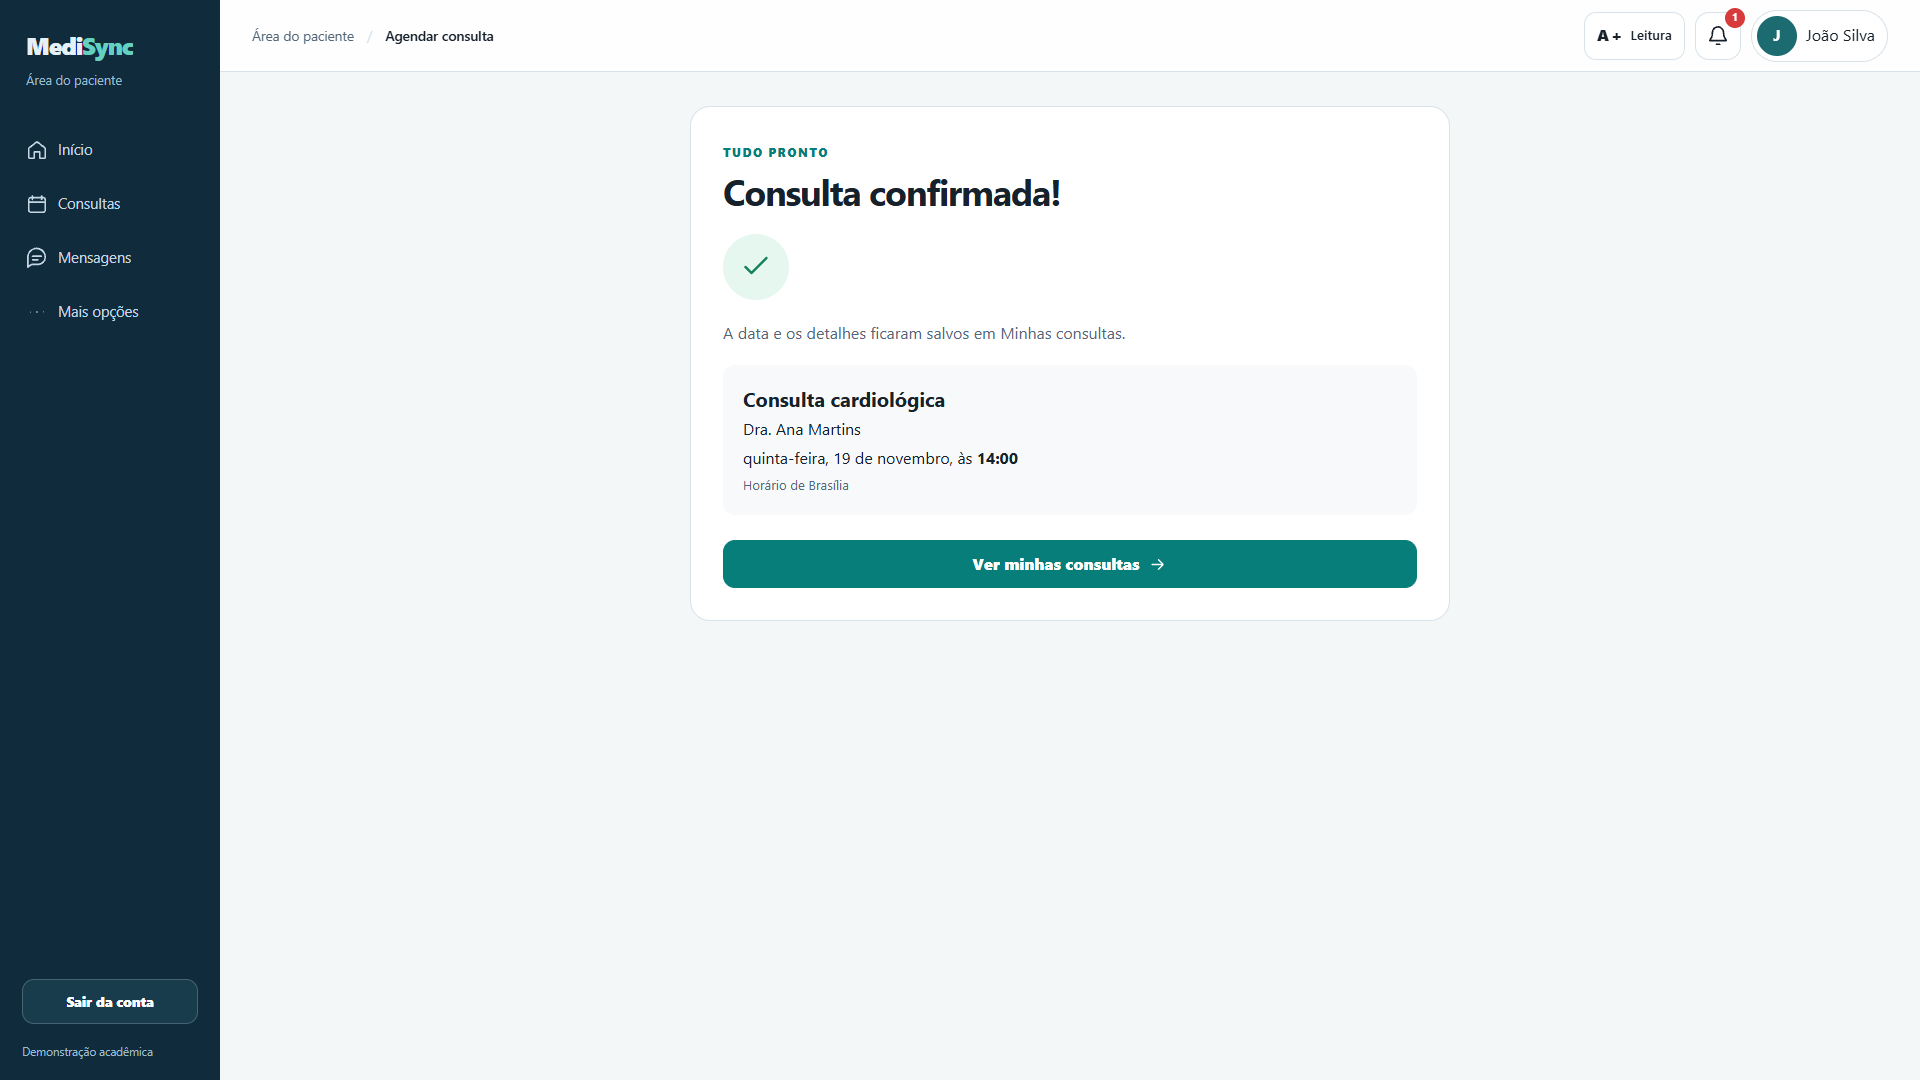 MediSync
Área do paciente
Início
Consultas
Mensagens
Mais opções
Sair da conta
Demonstração acadêmica
Área do paciente / Agendar consulta
A+ Leitura
1
J João Silva
TUDO PRONTO
Consulta confirmada!
A data e os detalhes ficaram salvos em Minhas consultas.
Consulta cardiológica
Dra. Ana Martins
quinta-feira, 19 de novembro, às 14:00
Horário de Brasília
Ver minhas consultas →